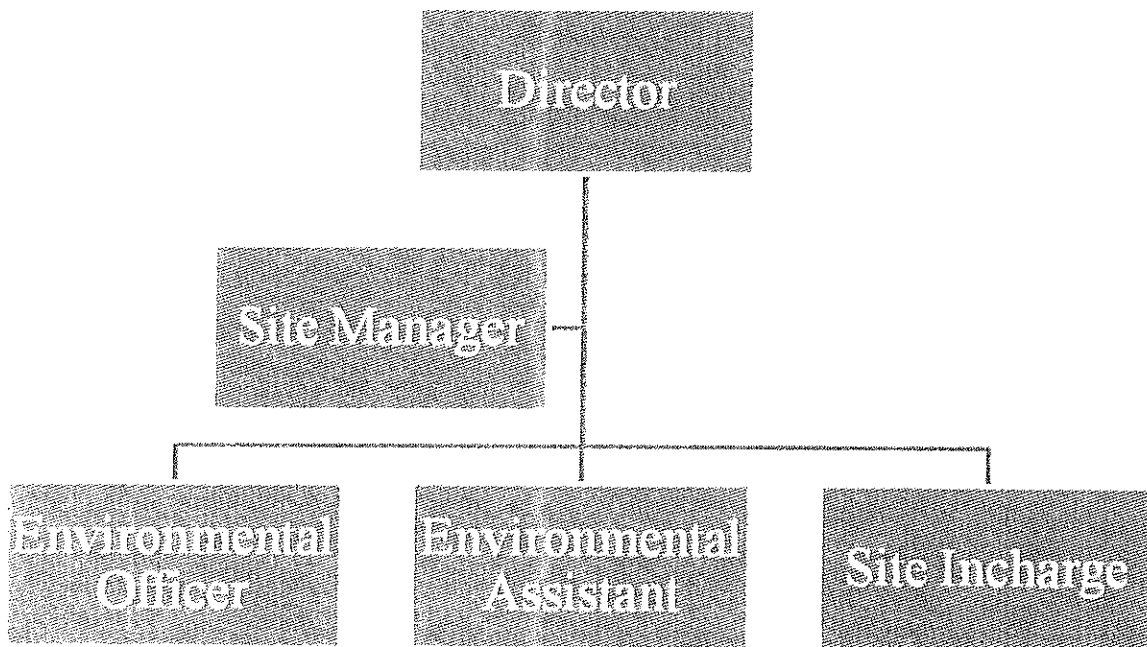 Director
Site Manager
Environmental
Officer
Environmental
Assistant
Site Incharge